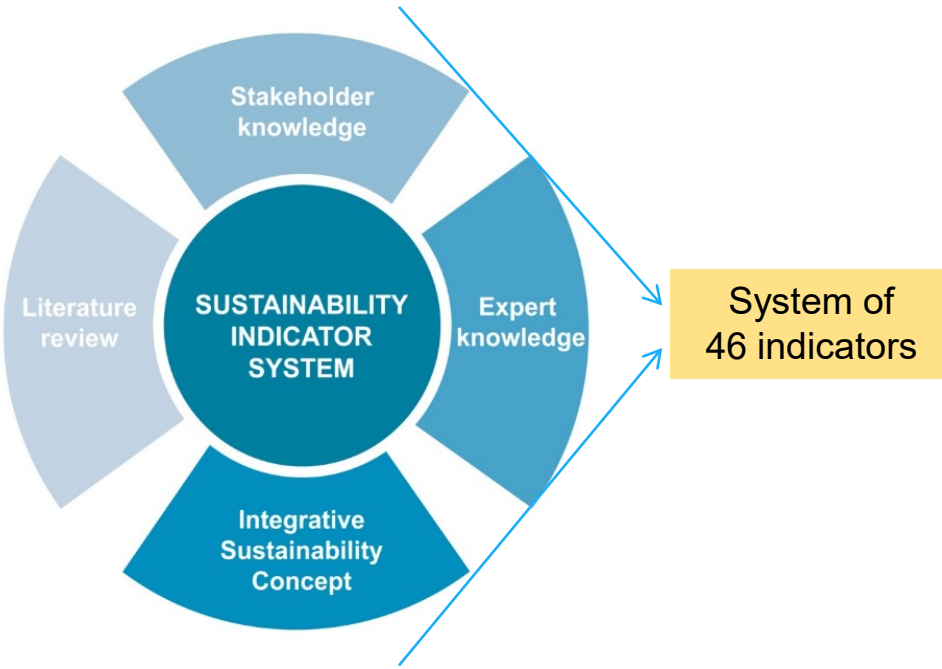 Stakeholder
knowledge
Literature
review
SUSTAINABILITY
INDICATOR
SYSTEM
Expert
knowledge
Integrative
Sustainability
Concept
System of
46 indicators